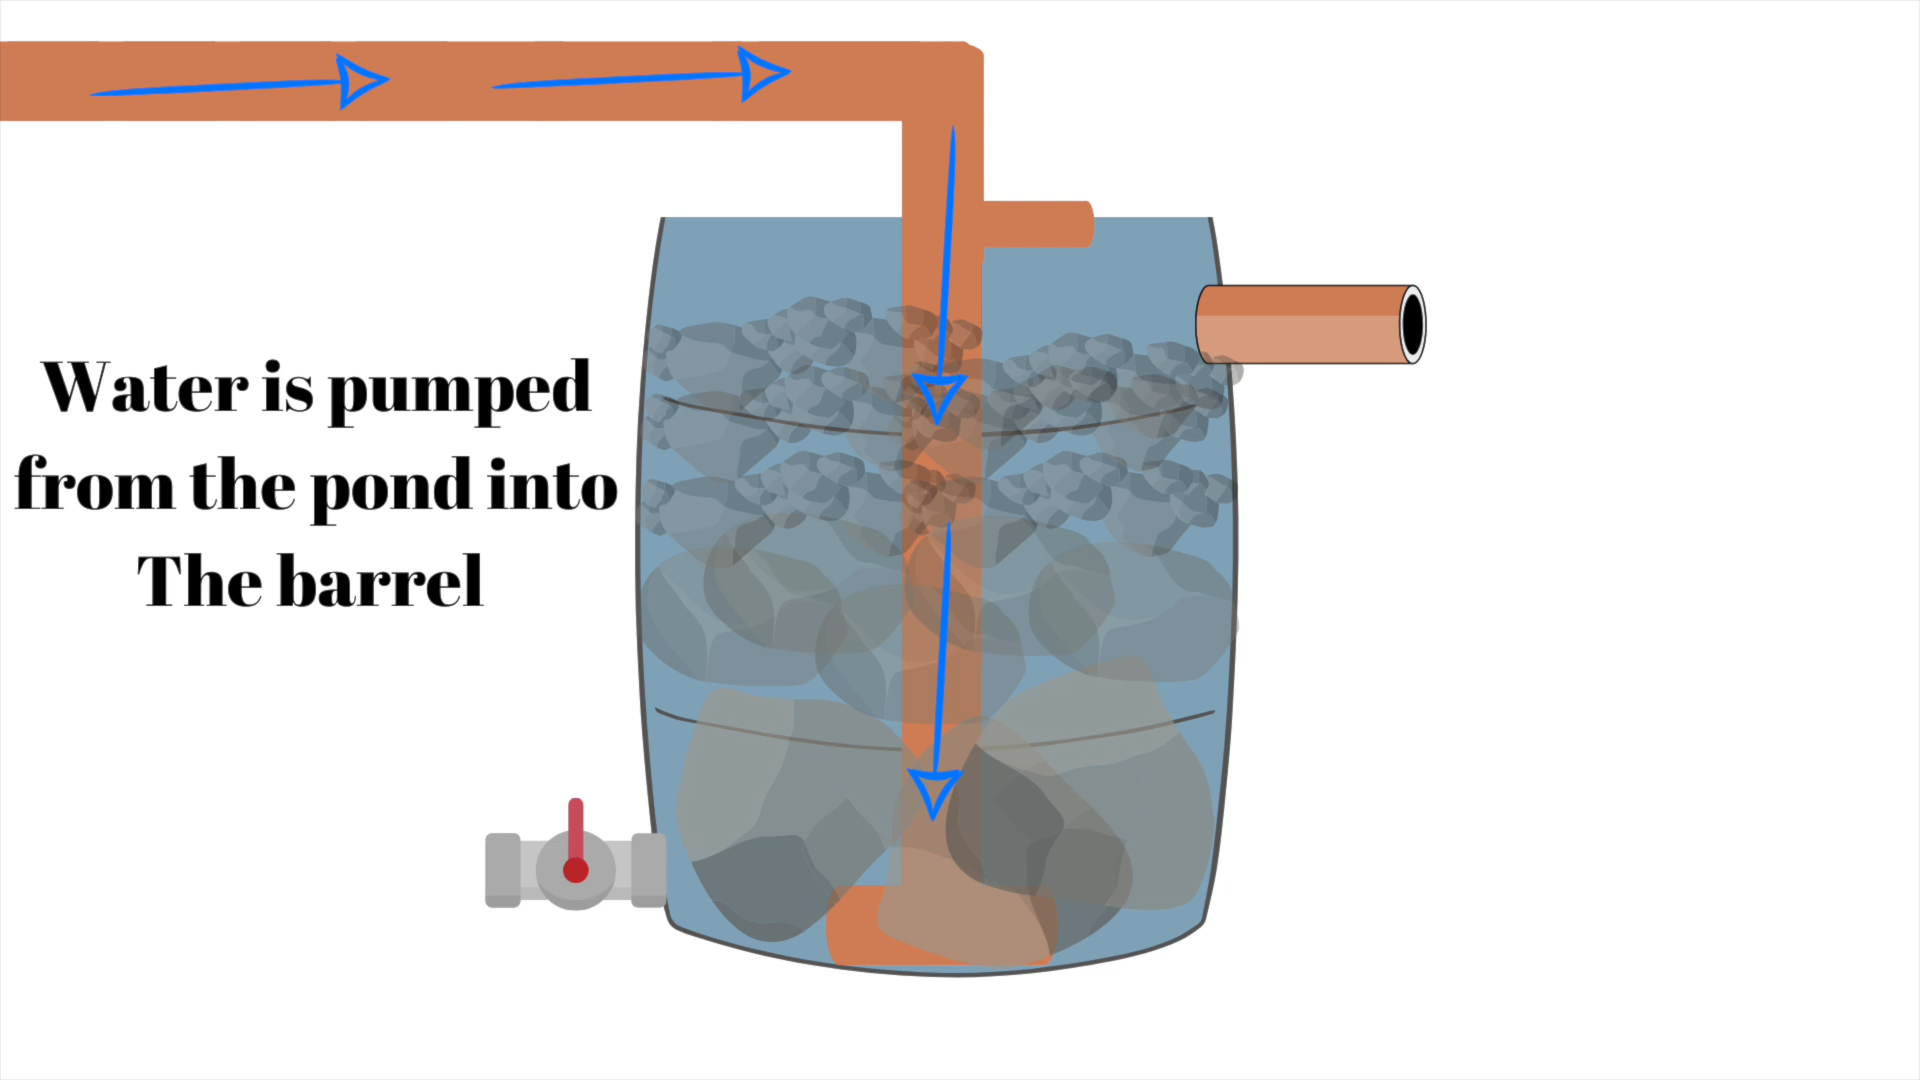 Water is pumped
from the pond into
The barrel